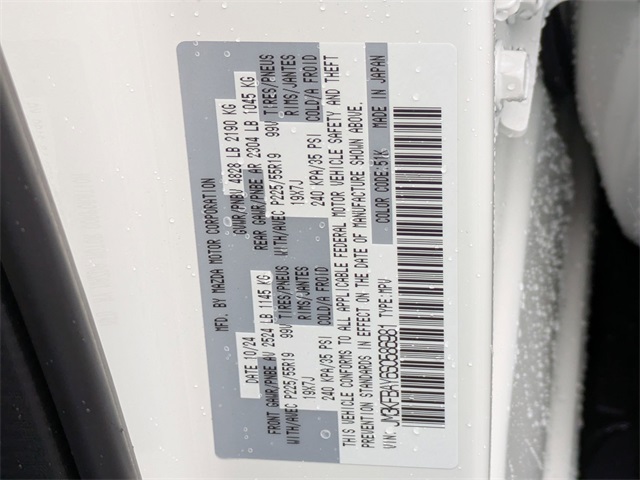 MFD. BY MAZDA MOTOR CORPORATION
DATE 10/24 GVWR/PNBV 4828 LB 2190 KG
FRONT GAWR/PNBE AV 2524 LB 1145 KG REAR GAWR/PNBE AR 2304 LB 1045 KG
WITH/AVEC P225/55R19 99V TIRES/PNEUS WITH/AVEC P225/55R19 99V TIRES/PNEUS
19X7J RIMS/JANTES 19X7J RIMS/JANTES
240 KPA/35 PSI COLD/A FROID 240 KPA/35 PSI COLD/A FROID
THIS VEHICLE CONFORMS TO ALL APPLICABLE FEDERAL MOTOR VEHICLE SAFETY AND THEFT
PREVENTION STANDARDS IN EFFECT ON THE DATE OF MANUFACTURE SHOWN ABOVE.
VIN: JM3KFBAY6S0586981 TYPE: MPV COLOR CODE: 51K MADE IN JAPAN